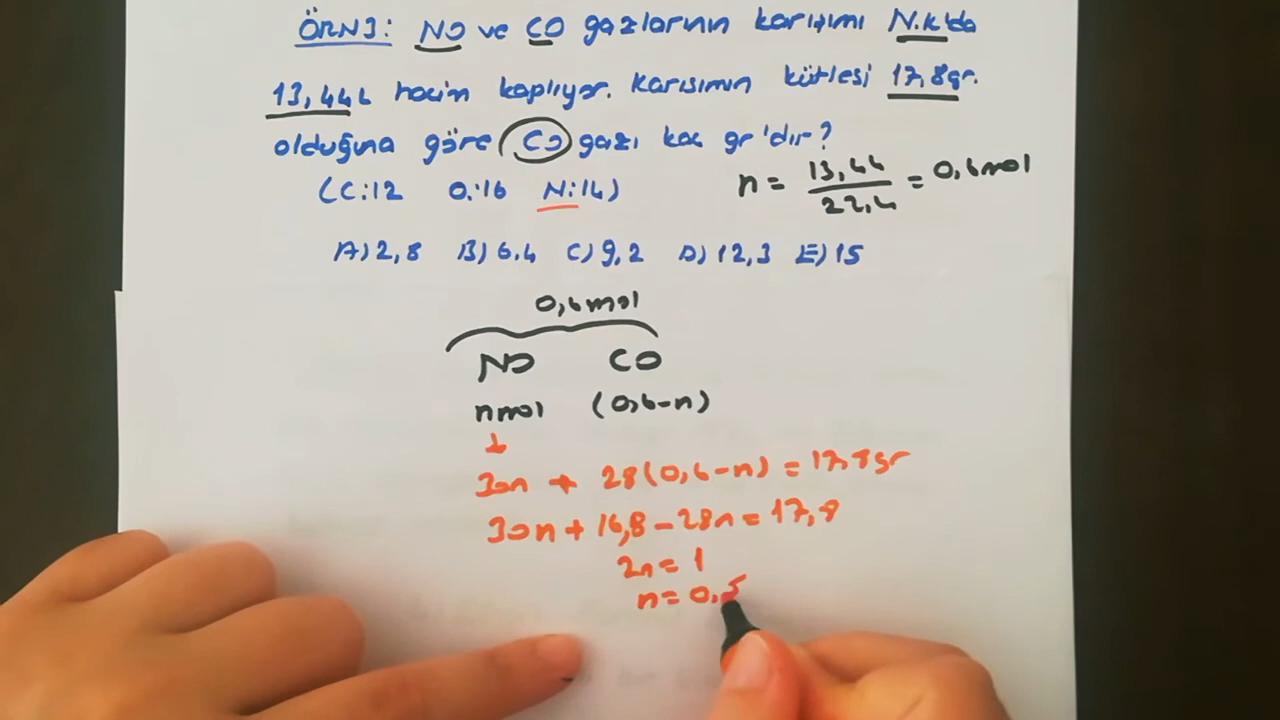 ÖRN3: NO ve CO gazlarının karışımı N.K'da
13,44L hacim kaplıyor. Karışımın kütlesi 17,8gr.
olduğuna göre CO gazı kaç gr'dır?
(C:12 O:16 N:14)
n = 13,44 / 22,4 = 0,6mol
A) 2,8 B) 6.4 C) 9,2 D) 12,3 E) 15
0,6mol
NO CO
nmol (0,6-n)
30n + 28(0,6-n) = 17,8gr
30n + 16,8 - 28n = 17,8
2n = 1
n = 0,5